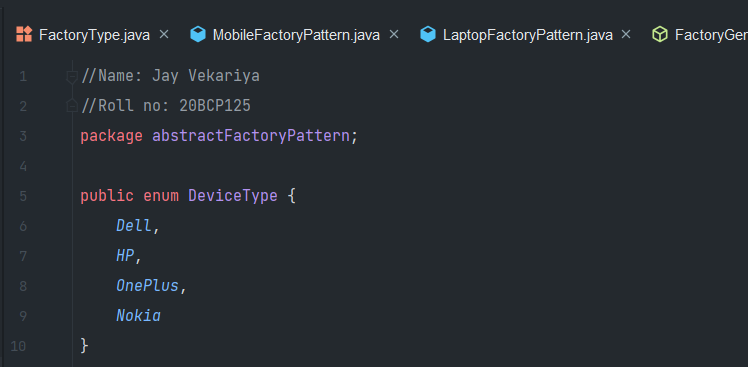 FactoryType.java MobileFactoryPattern.java LaptopFactoryPattern.java FactoryGer
1 //Name: Jay Vekariya
2 //Roll no: 20BCP125
3 package abstractFactoryPattern;
4
5 public enum DeviceType {
6 Dell,
7 HP,
8 OnePlus,
9 Nokia
10 }